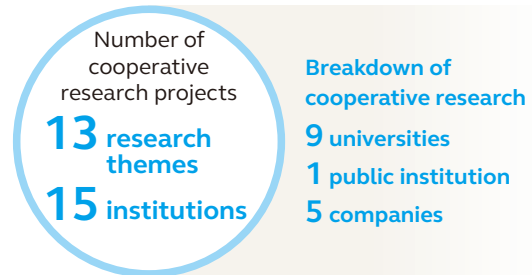 Number of
cooperative
research projects
13 research
themes
15 institutions
Breakdown of
cooperative research
9 universities
1 public institution
5 companies